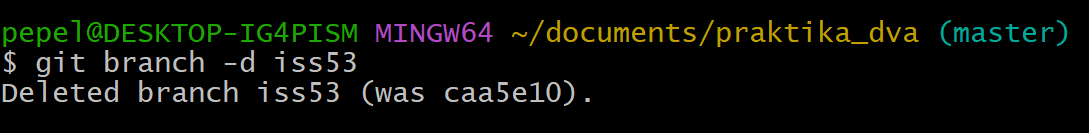 pepel@DESKTOP-IG4PISM MINGW64 ~/documents/praktika_dva (master)
$ git branch -d iss53
Deleted branch iss53 (was caa5e10).